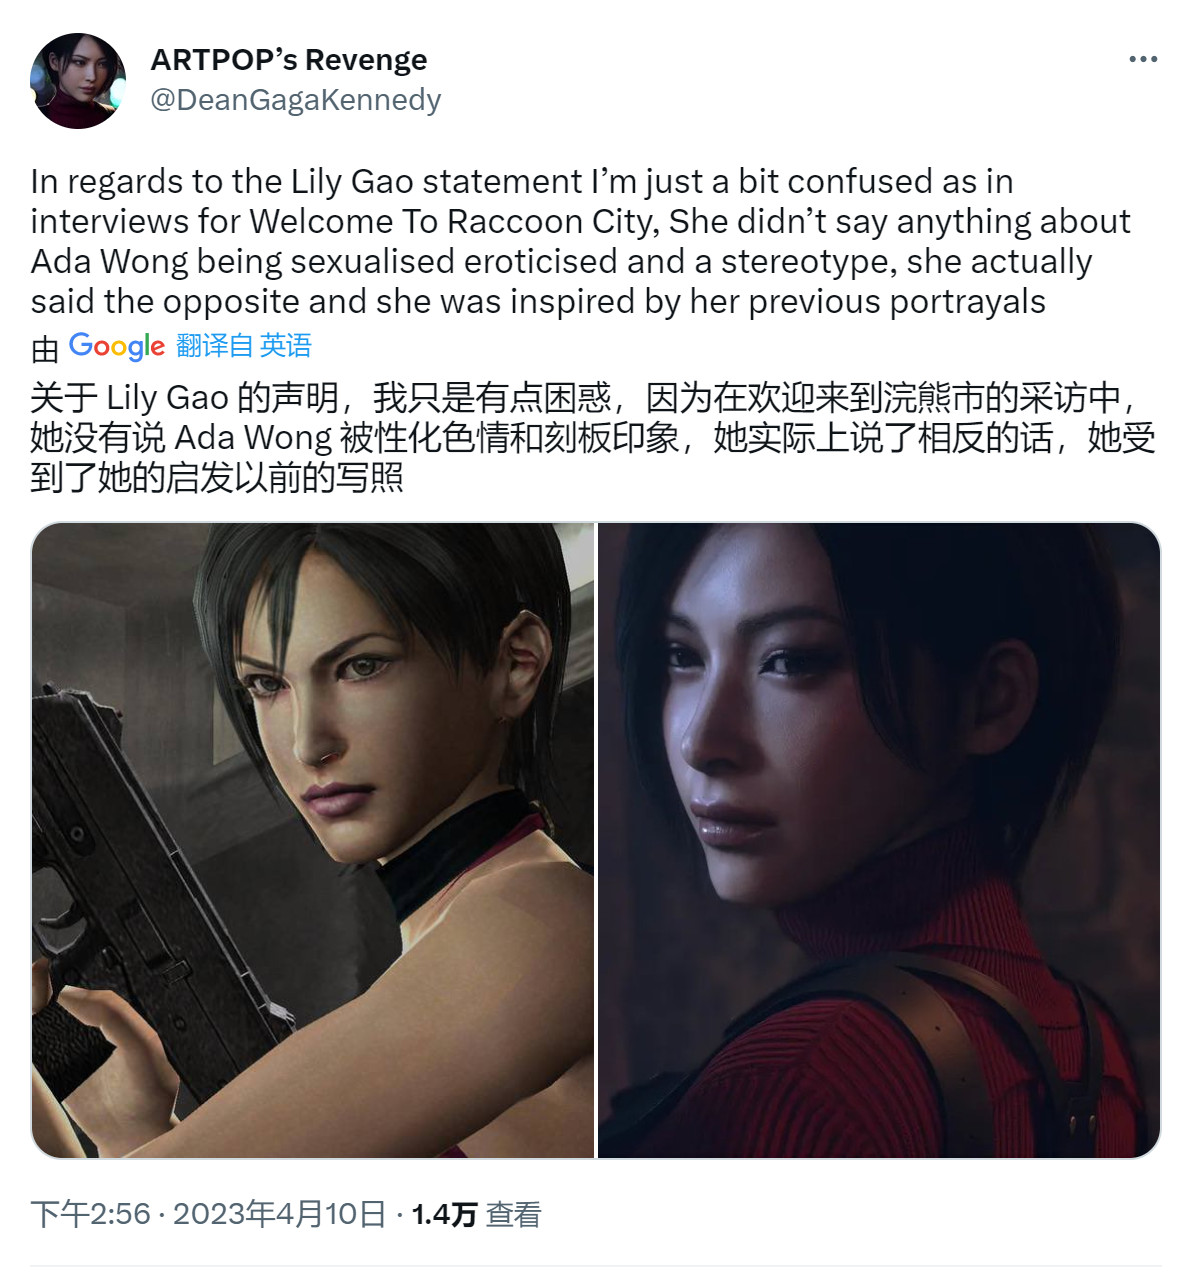 ARTPOP’s Revenge
@DeanGagaKennedy
In regards to the Lily Gao statement I’m just a bit confused as in
interviews for Welcome To Raccoon City, She didn’t say anything about
Ada Wong being sexualised eroticised and a stereotype, she actually
said the opposite and she was inspired by her previous portrayals
由 Google 翻译自 英语
关于 Lily Gao 的声明，我只是有点困惑，因为在欢迎来到浣熊市的采访中，
她没有说 Ada Wong 被性化色情和刻板印象，她实际上说了相反的话，她受
到了她的启发以前的写照
下午2:56 · 2023年4月10日 · 1.4万 查看